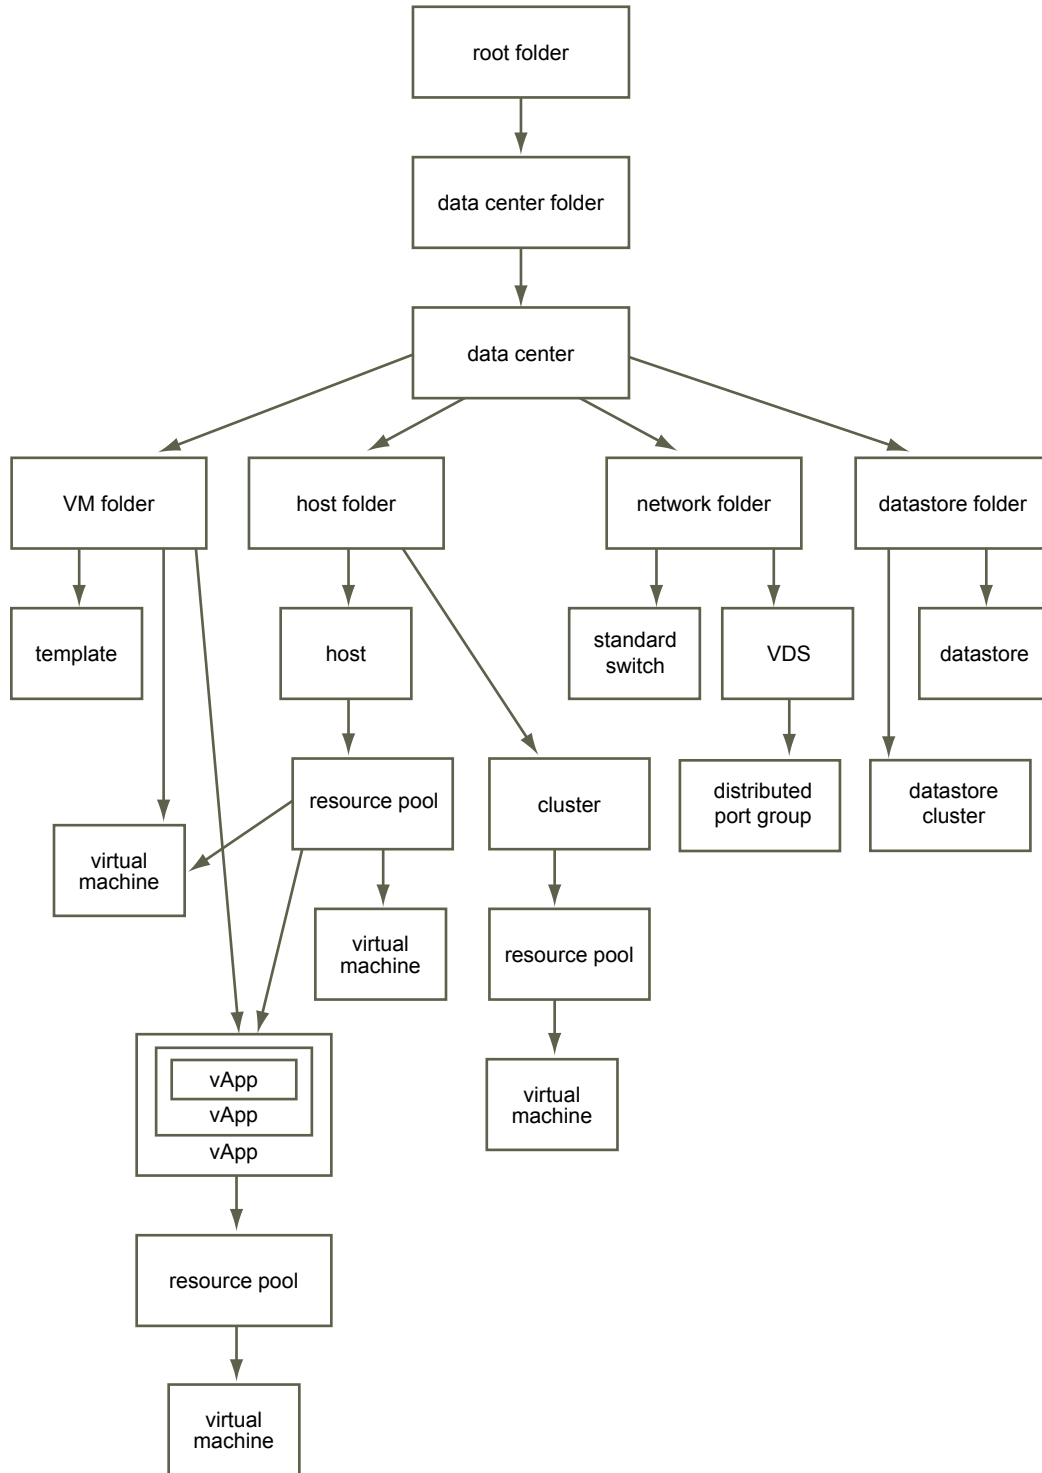 root folder
data center folder
data center
VM folder
host folder
network folder
datastore folder
template
host
standard
switch
VDS
datastore
resource pool
cluster
distributed
port group
datastore
cluster
virtual
machine
virtual
machine
resource pool
vApp
vApp
vApp
virtual
machine
resource pool
virtual
machine